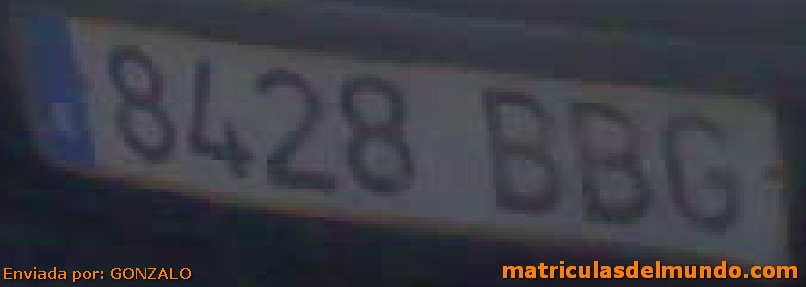 8428 BBG
Enviada por: GONZALO
matriculasdelmundo.com